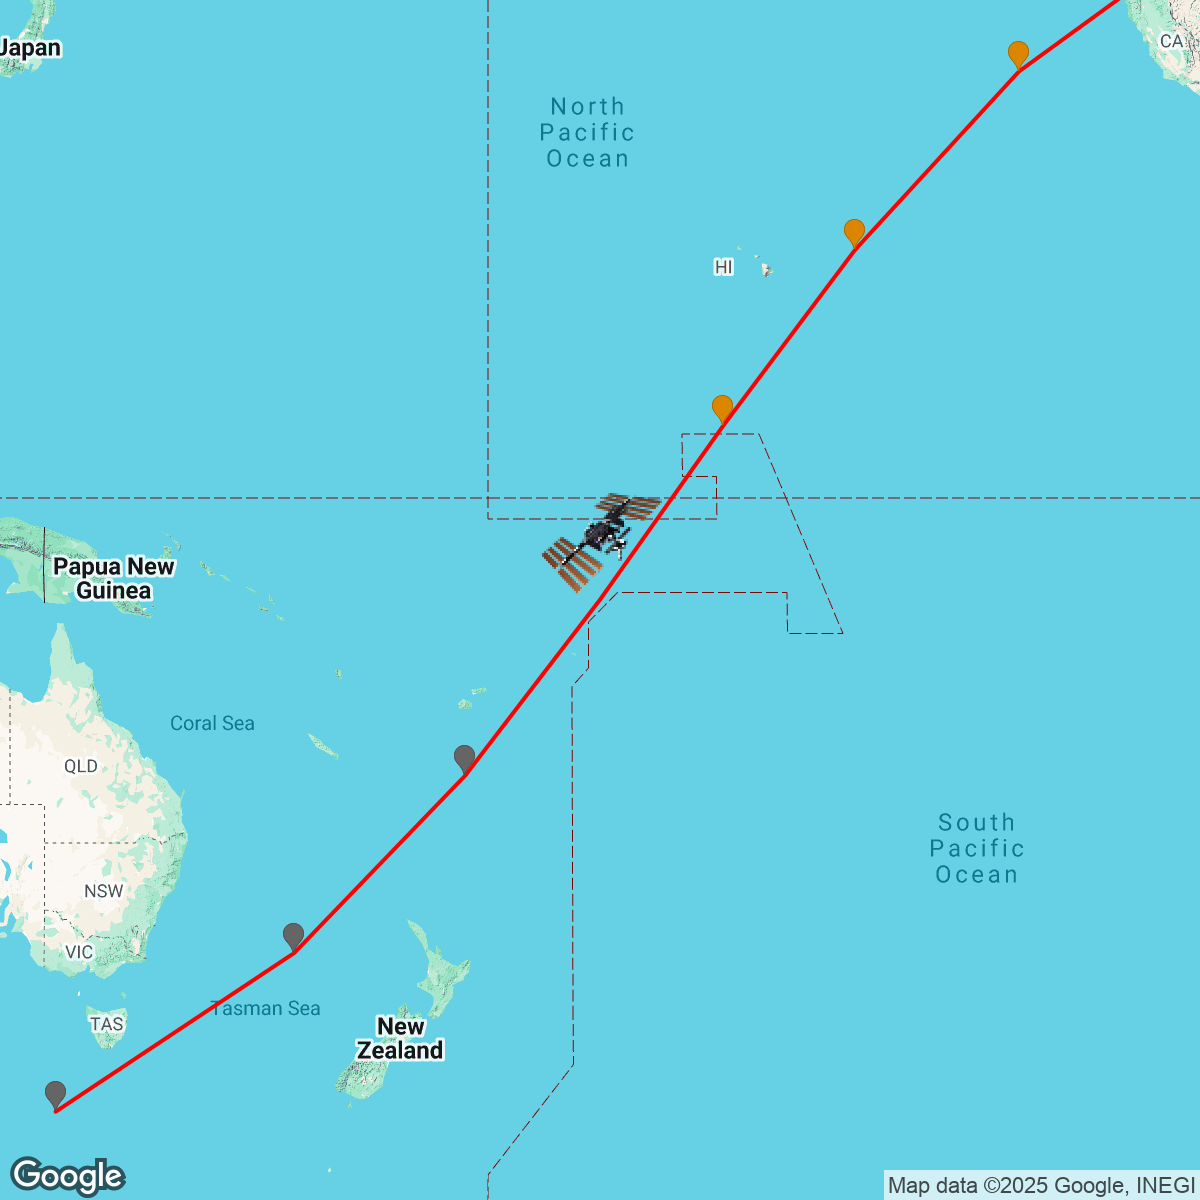 Japan
CA
North
Pacific
Ocean
HI
Papua New
Guinea
Coral Sea
QLD
South
Pacific
Ocean
NSW
VIC
Tasman Sea
TAS
New
Zealand
Google
Map data ©2025 Google, INEGI